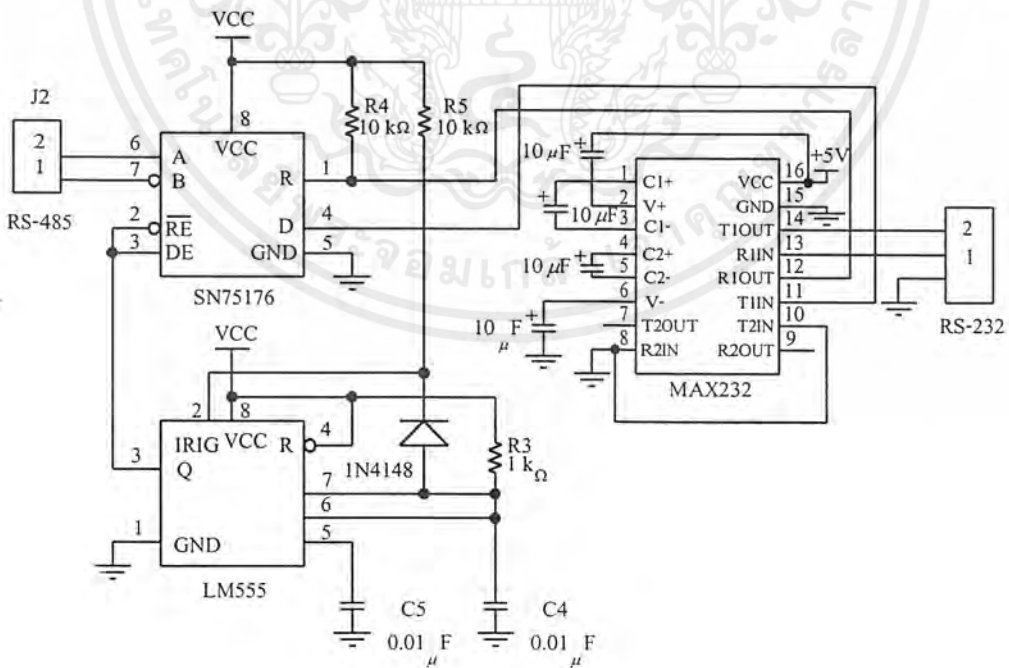 VCC
J2
2
1
RS-485
6
7
2
3
8
VCC
A
B
RE
DE
R
D
GND
1
4
5
SN75176
R4
10 kΩ
R5
10 kΩ
10 µF
10 µF
10 µF
10 F
µ
1
2
3
4
5
6
7
8
C1+
V+
C1-
C2+
C2-
V-
T2OUT
R2IN
VCC
GND
T1OUT
R1IN
R1OUT
T1IN
T2IN
R2OUT
16
15
14
13
12
11
10
9
+5V
MAX232
2
1
RS-232
VCC
2
8
4
IRIG
VCC
R
Q
GND
3
1
7
6
5
LM555
1N4148
R3
1 kΩ
C5
0.01 F
µ
C4
0.01 F
µ